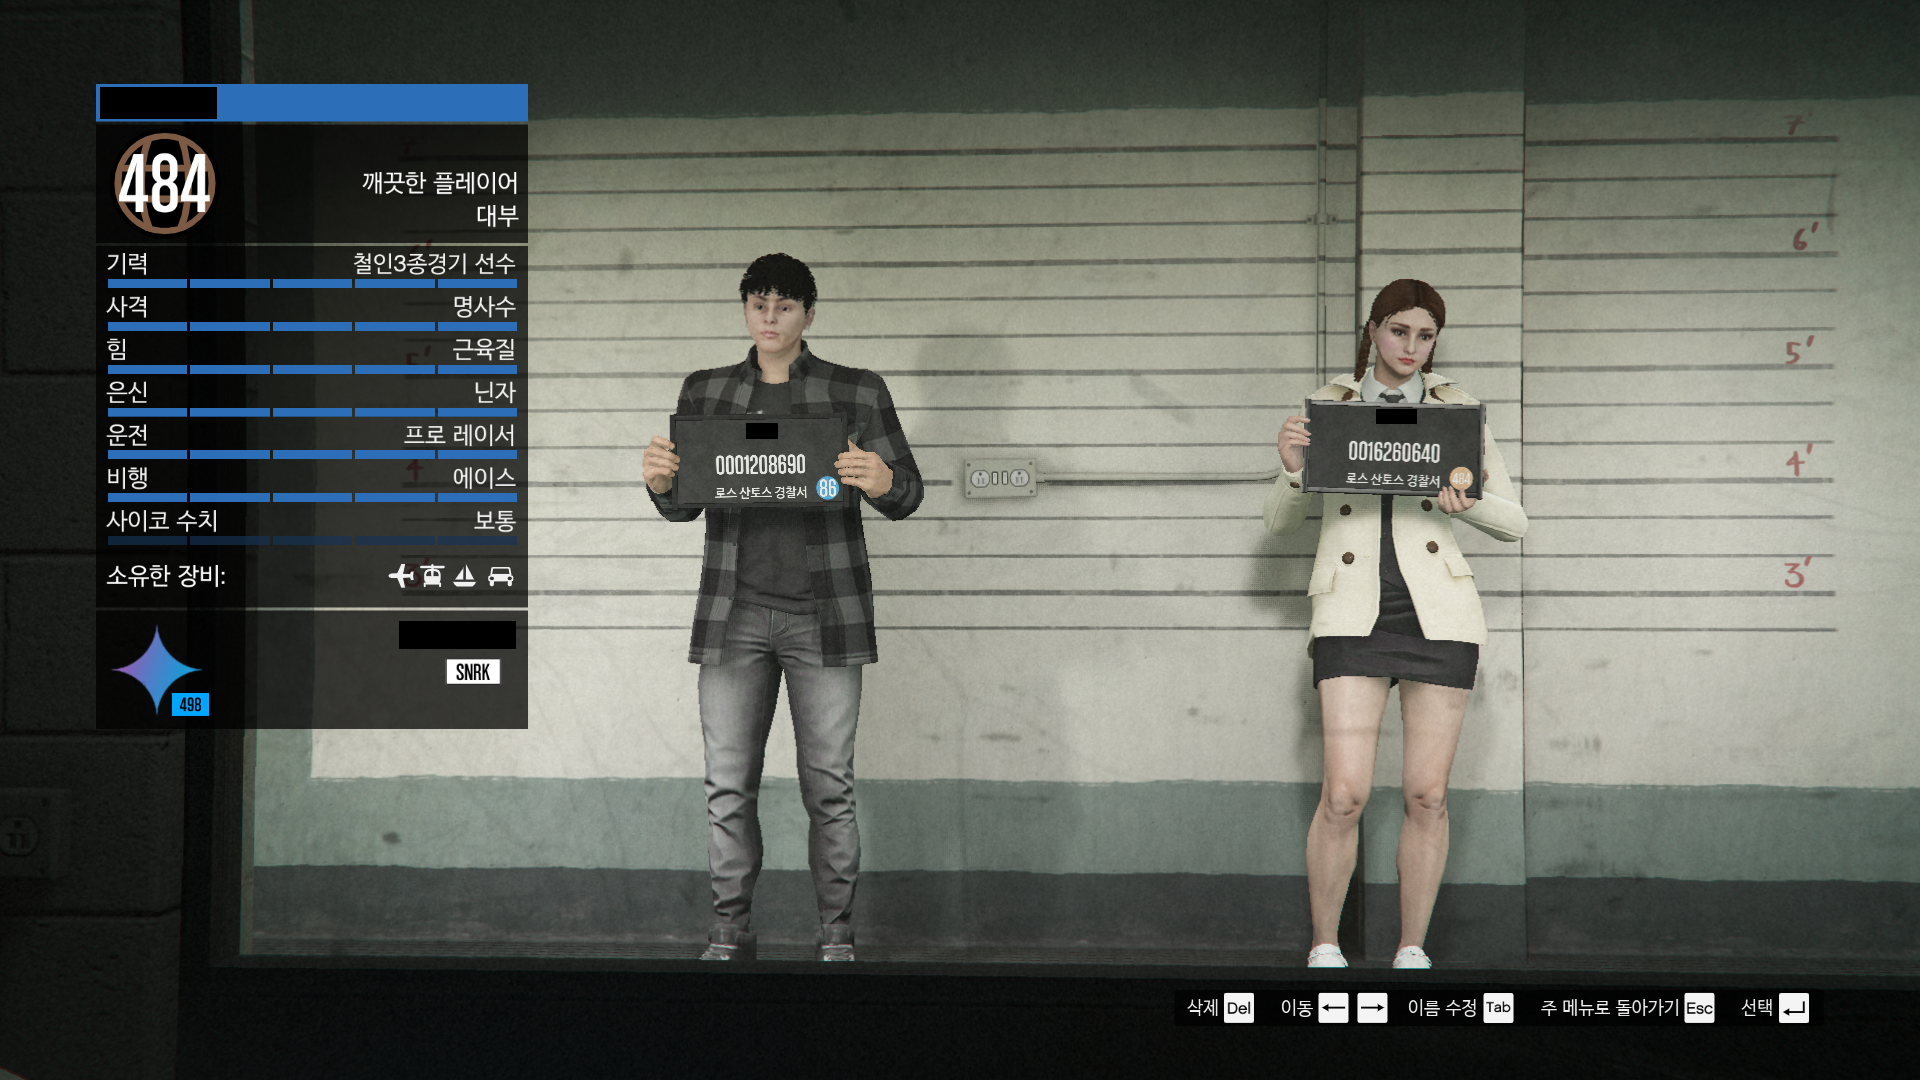 484
깨끗한 플레이어
대부
기력 철인3종경기 선수
사격 명사수
힘 근육질
은신 닌자
운전 프로 레이서
비행 에이스
사이코 수치 보통
소유한 장비:
498
SNRK
0001208690
로스 산토스 경찰서
86
0016260640
로스 산토스 경찰서
484
7'
6'
5'
4'
3'
삭제 Del 이동 ← → 이름 수정 Tab 주 메뉴로 돌아가기 Esc 선택